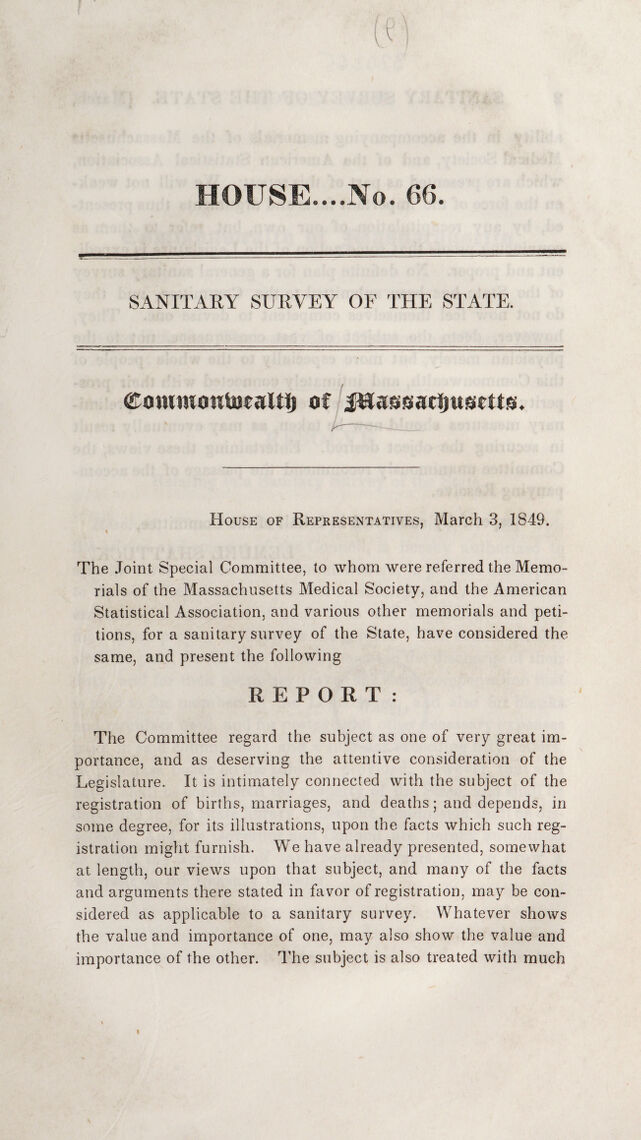 (e)
HOUSE....No. 66.
SANITARY SURVEY OF THE STATE.
Commonwealth of Massachusetts.
HOUSE OF REPRESENTATIVES, March 3, 1849.
The Joint Special Committee, to whom were referred the Memo-
rials of the Massachusetts Medical Society, and the American
Statistical Association, and various other memorials and peti-
tions, for a sanitary survey of the State, have considered the
same, and present the following
REPORT:
The Committee regard the subject as one of very great im-
portance, and as deserving the attentive consideration of the
Legislature. It is intimately connected with the subject of the
registration of births, marriages, and deaths; and depends, in
some degree, for its illustrations, upon the facts which such reg-
istration might furnish. We have already presented, somewhat
at length, our views upon that subject, and many of the facts
and arguments there stated in favor of registration, may be con-
sidered as applicable to a sanitary survey. Whatever shows
the value and importance of one, may also show the value and
importance of the other. The subject is also treated with much